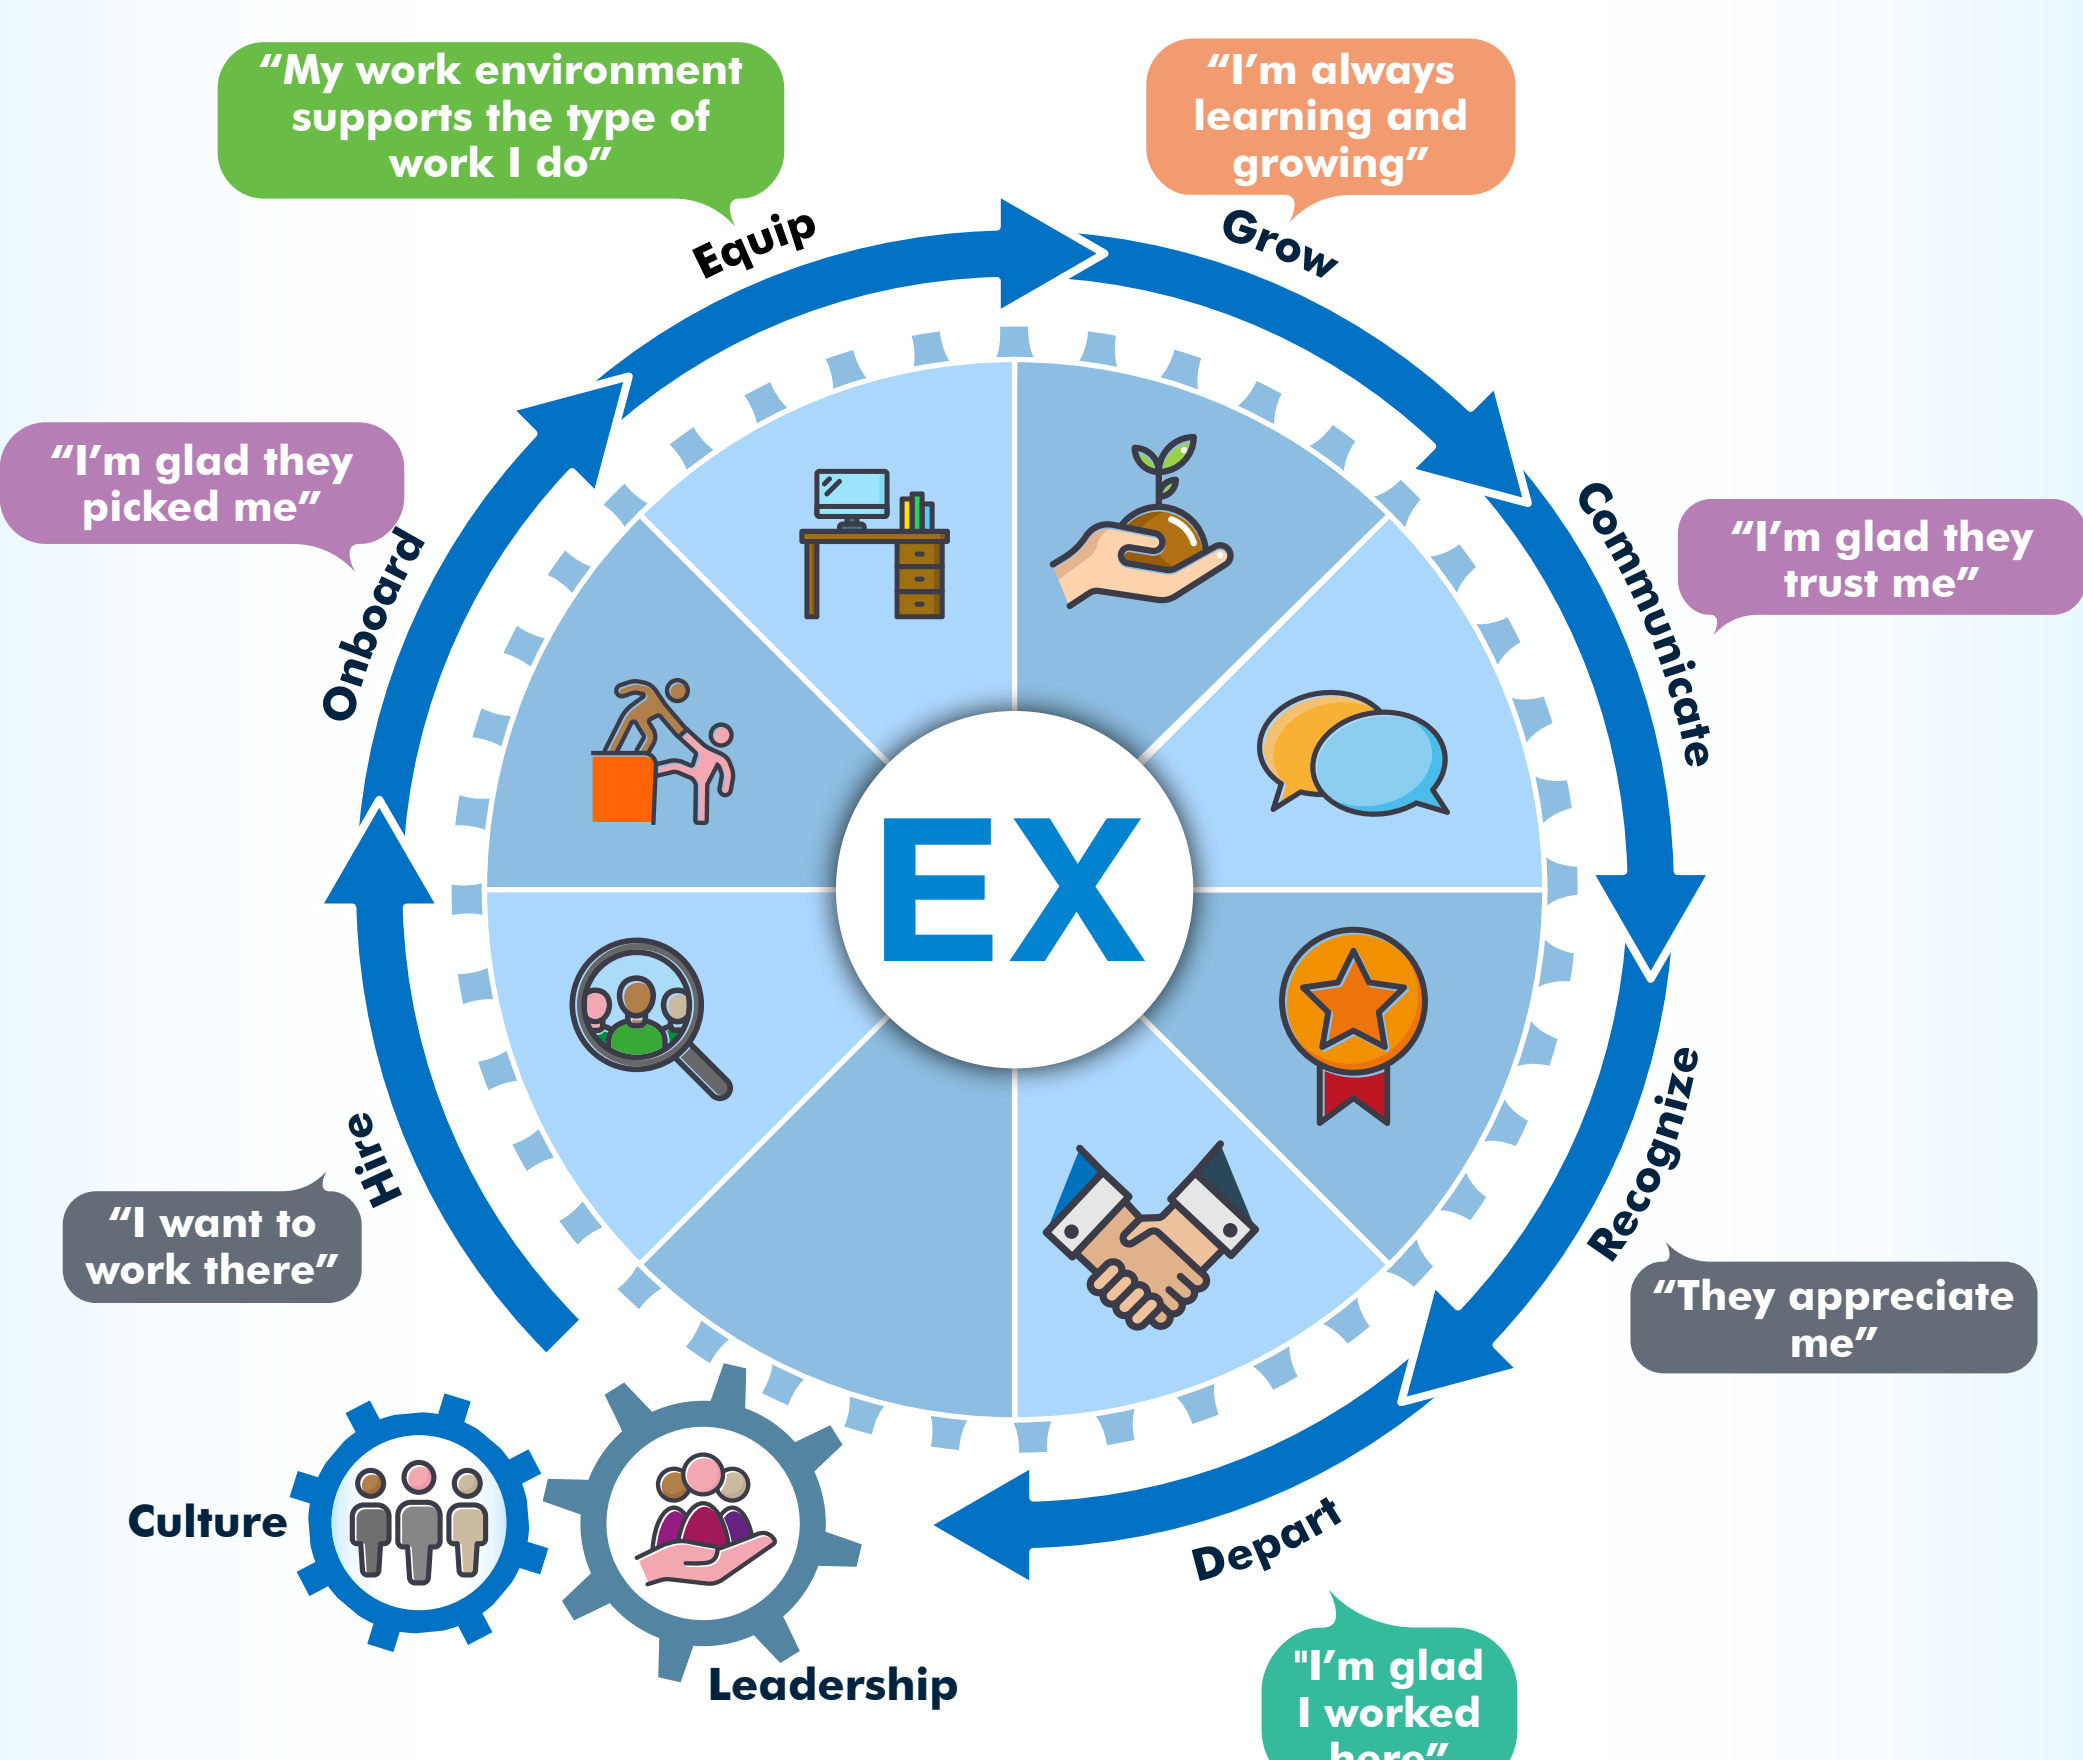 “My work environment
supports the type of
work I do”
“I’m always
learning and
growing”
Equip
Grow
“I’m glad they
picked me”
Onboard
Communicate
“I’m glad they
trust me”
EX
Hire
“I want to
work there”
Recognize
“They appreciate
me”
Culture
Leadership
Depart
"I’m glad
I worked
here”